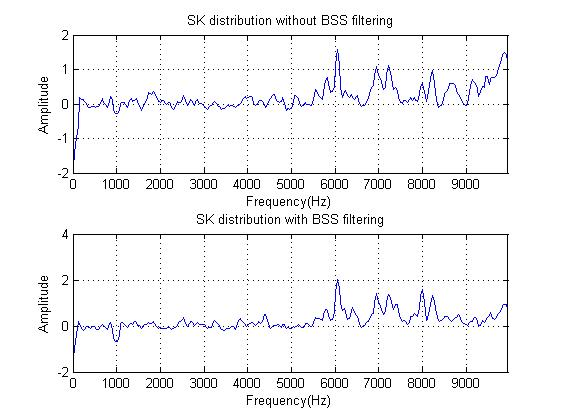 SK distribution without BSS filtering
2
1
0
-1
-2
Amplitude
0 1000 2000 3000 4000 5000 6000 7000 8000 9000
Frequency(Hz)
SK distribution with BSS filtering
4
2
0
-2
Amplitude
0 1000 2000 3000 4000 5000 6000 7000 8000 9000
Frequency(Hz)